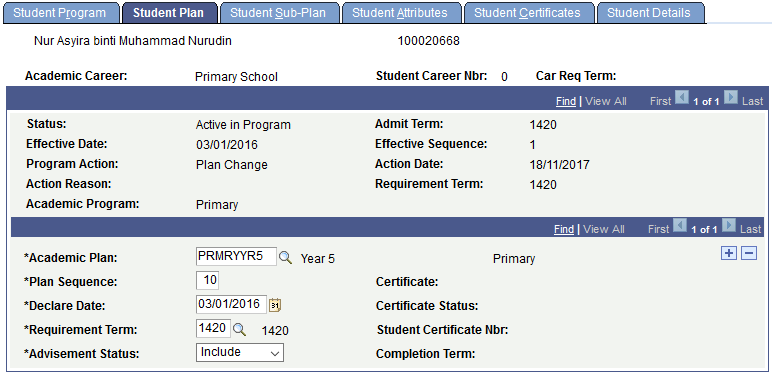 Student Program Student Plan Student Sub-Plan Student Attributes Student Certificates Student Details
Nur Asyira binti Muhammad Nurudin 100020668
Academic Career: Primary School Student Career Nbr: 0 Car Req Term:
Find | View All First 1 of 1 Last
Status: Active in Program Admit Term: 1420
Effective Date: 03/01/2016 Effective Sequence: 1
Program Action: Plan Change Action Date: 18/11/2017
Action Reason: Requirement Term: 1420
Academic Program: Primary
Find | View All First 1 of 1 Last
*Academic Plan: PRMRYYR5 Year 5 Primary
*Plan Sequence: 10 Certificate:
*Declare Date: 03/01/2016 31 Certificate Status:
*Requirement Term: 1420 1420 Student Certificate Nbr:
*Advisement Status: Include Completion Term: